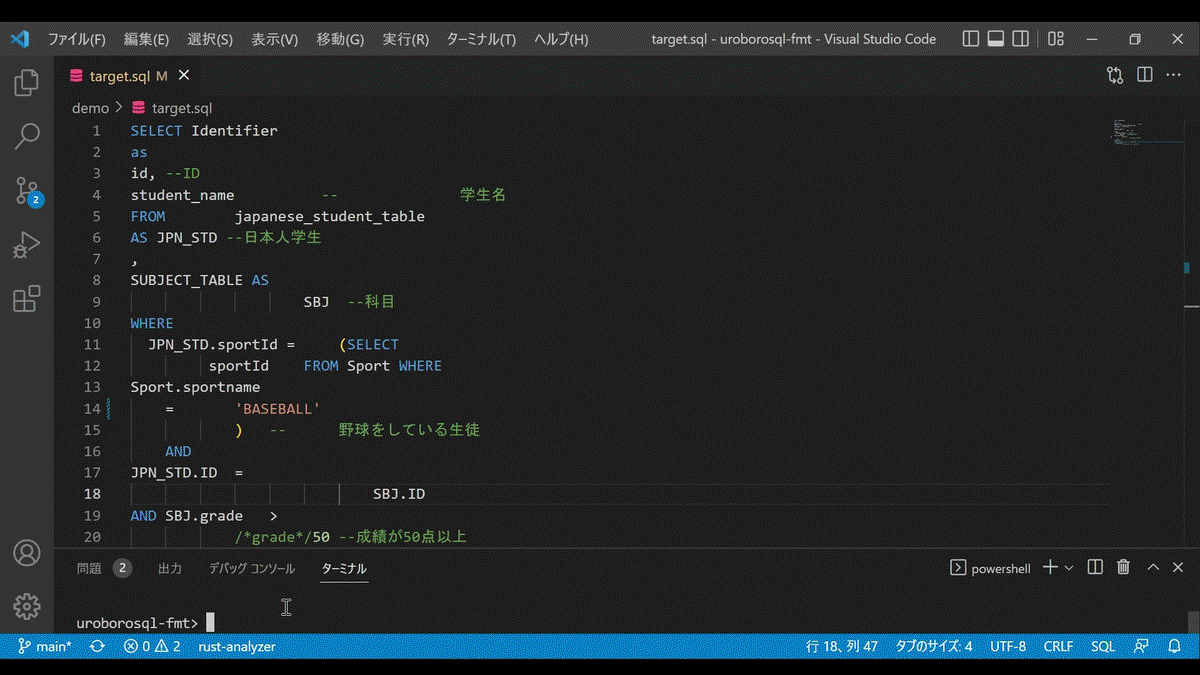 ファイル(F) 編集(E) 選択(S) 表示(V) 移動(G) 実行(R) ターミナル(T) ヘルプ(H) target.sql - uroborosql-fmt - Visual Studio Code
target.sql M
demo > target.sql
1 SELECT Identifier
2 as
3 id, --ID
4 student_name -- 学生名
5 FROM japanese_student_table
6 AS JPN_STD --日本人学生
7 ,
8 SUBJECT_TABLE AS
9 SBJ --科目
10 WHERE
11 JPN_STD.sportId = (SELECT
12 sportId FROM Sport WHERE
13 Sport.sportname
14 = 'BASEBALL'
15 ) -- 野球をしている生徒
16 AND
17 JPN_STD.ID =
18 SBJ.ID
19 AND SBJ.grade >
20 /*grade*/50 --成績が50点以上
2
問題 2 出力 デバッグ コンソール ターミナル powershell
uroborosql-fmt>
main* 0 2 rust-analyzer 行 18、列 47 タブのサイズ: 4 UTF-8 CRLF SQL